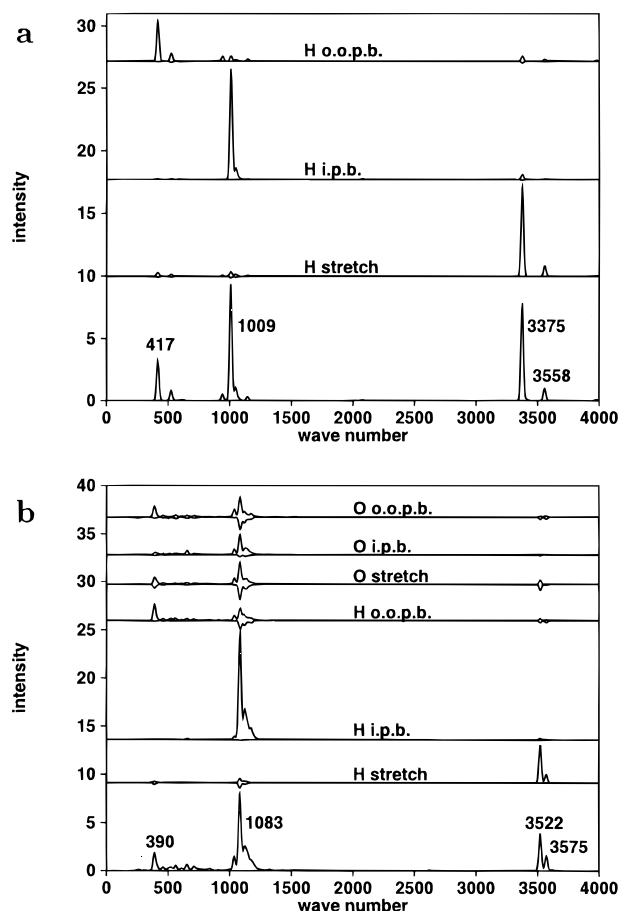 a
30
25
20
15
10
5
0
intensity
H o.o.p.b.
H i.p.b.
H stretch
417
1009
3375
3558
0 500 1000 1500 2000 2500 3000 3500 4000
wave number
b
40
35
30
25
20
15
10
5
0
intensity
O o.o.p.b.
O i.p.b.
O stretch
H o.o.p.b.
H i.p.b.
H stretch
390
1083
3522
3575
0 500 1000 1500 2000 2500 3000 3500 4000
wave number